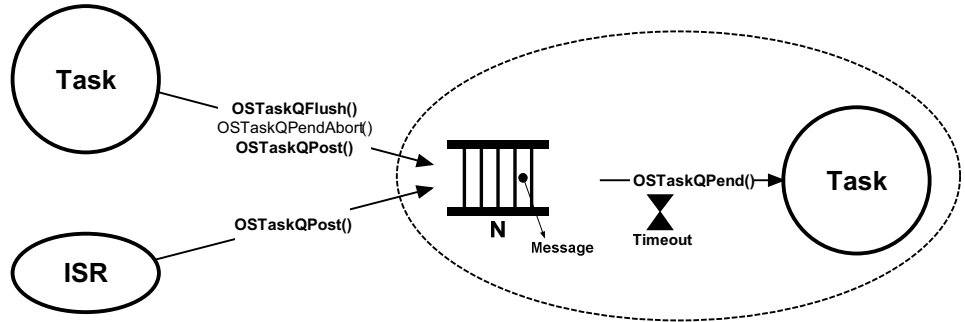 Task
OSTaskQFlush()
OSTaskQPendAbort()
OSTaskQPost()
OSTaskQPost()
ISR
N
Message
OSTaskQPend()
Timeout
Task